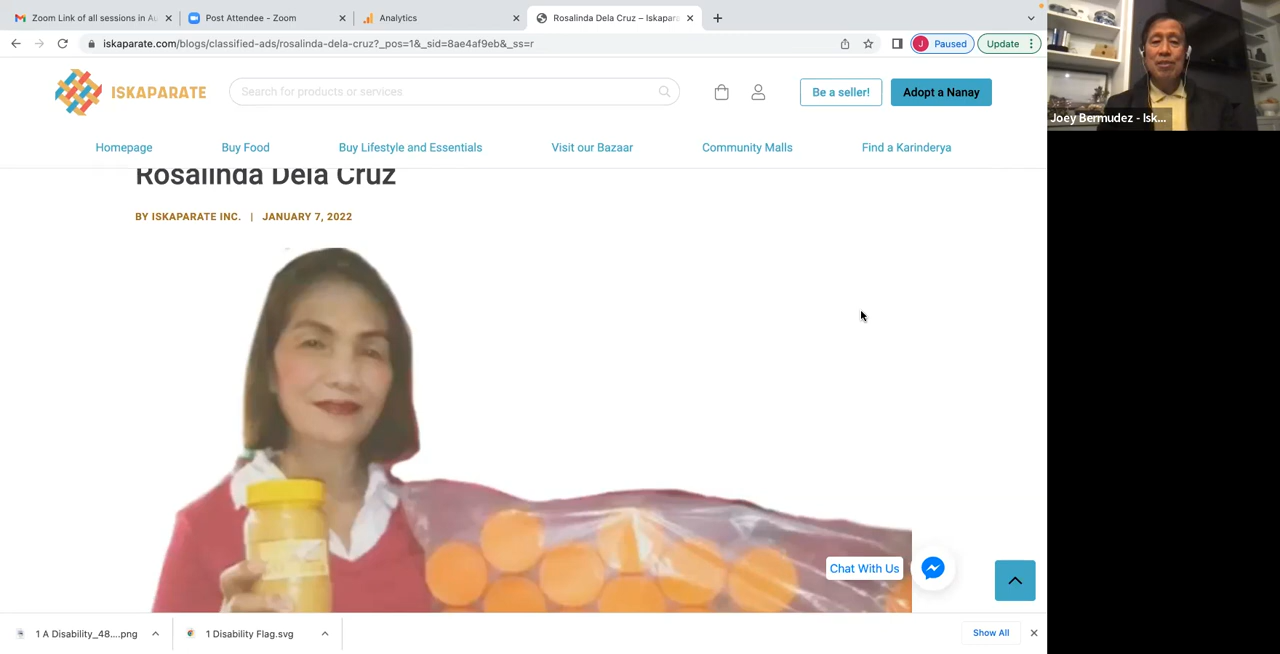 Zoom Link of all sessions in Au
Post Attendee - Zoom
Analytics
Rosalinda Dela Cruz – Iskapara
iskaparate.com/blogs/classified-ads/rosalinda-dela-cruz?_pos=1&_sid=8ae4af9eb&_ss=r
J
Paused
Update
ISKAPARATE
Search for products or services
Be a seller!
Adopt a Nanay
Homepage
Buy Food
Buy Lifestyle and Essentials
Visit our Bazaar
Community Malls
Find a Karinderya
Rosalinda Dela Cruz
BY ISKAPARATE INC. | JANUARY 7, 2022
Chat With Us
1 A Disability_48....png
1 Disability Flag.svg
Show All
Joey Bermudez - Isk...